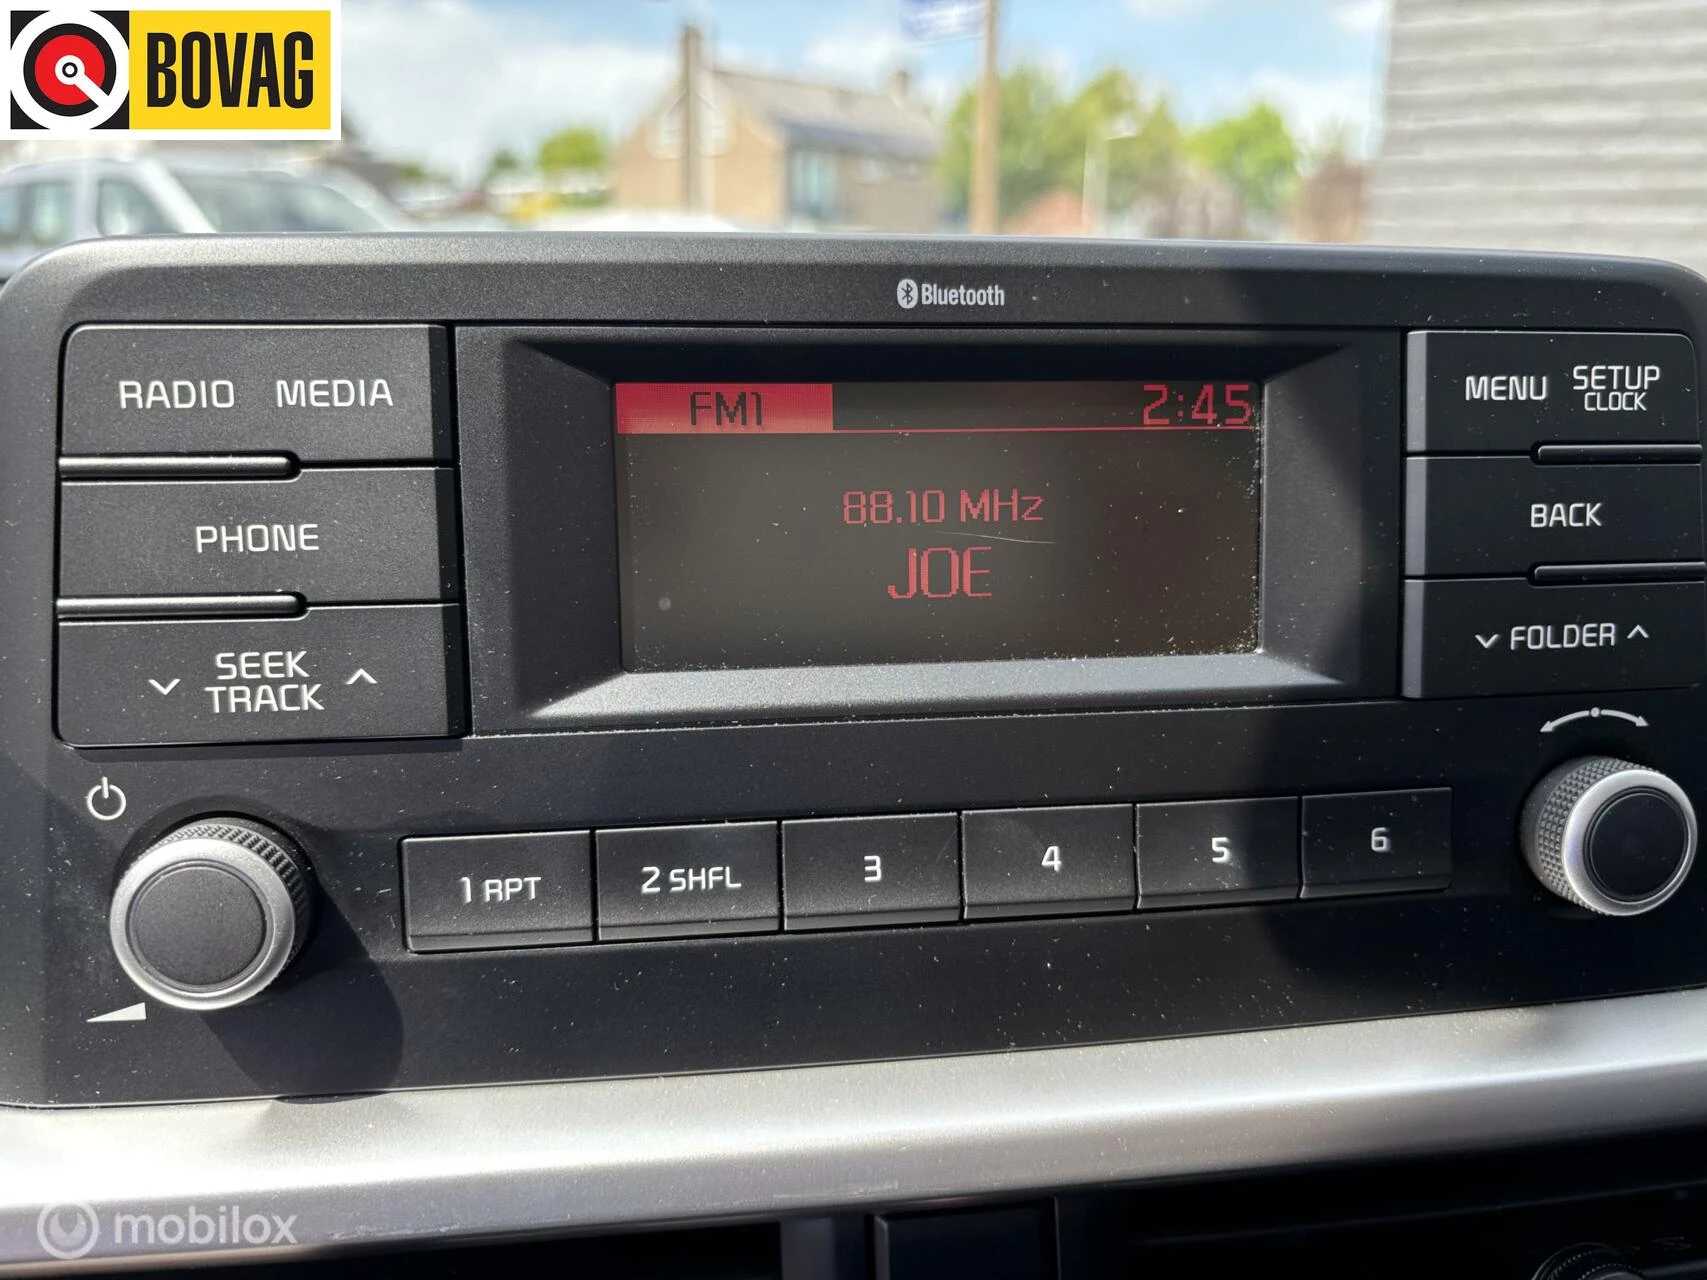 BOVAG
Bluetooth
RADIO MEDIA
FM1 2:45
MENU SETUP
CLOCK
88.10 MHz
JOE
PHONE
BACK
SEEK
TRACK
FOLDER
1 RPT 2 SHFL 3 4 5 6
mobilox